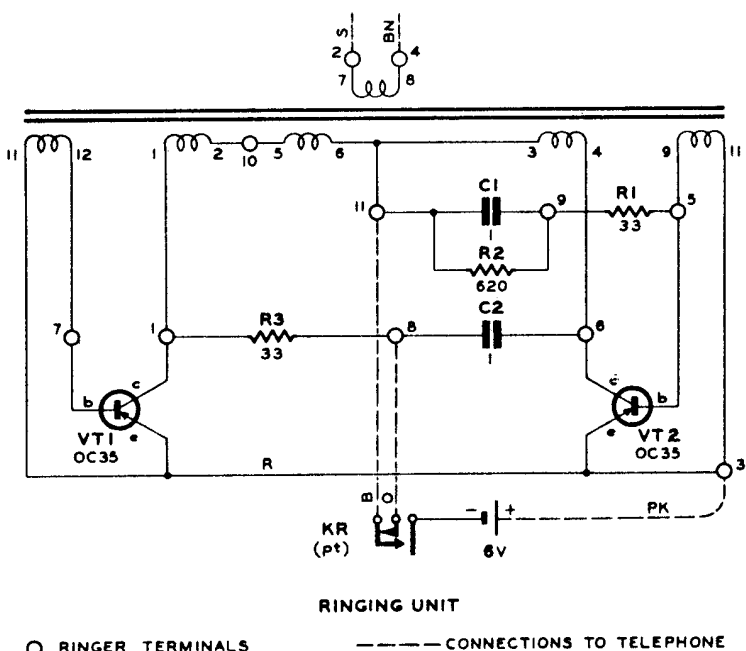 S BN
2 4
7 8
11 12 1 2 10 5 6 3 4 9 11
C1 R1
11 9 5
1 33
R2
620
C2
R3
7 1 8 6
33 1
c c
b b
e e
VT1 VT2
OC35 OC35
R 3
B O
PK
- +
KR
(pt)
6V
RINGING UNIT
RINGER TERMINALS CONNECTIONS TO TELEPHONE